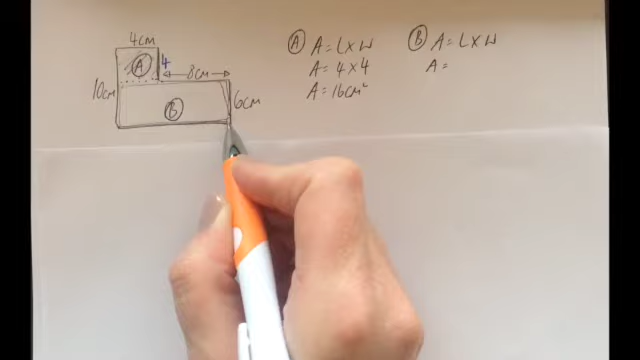 4cm
A
4
8cm
10cm
6cm
B
A A = L × W
A = 4 × 4
A = 16cm²
B A = L × W
A =